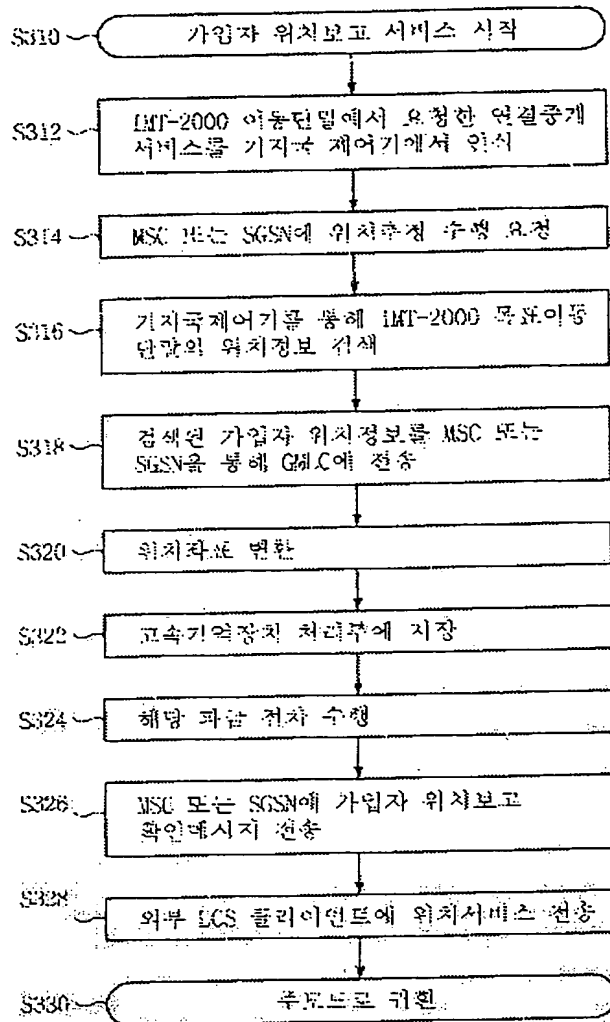 S310
가입자 위치보고 서비스 시작
S312
IMT-2000 이동단말에서 요청한 연결중계
서비스를 기지국 제어기에서 인식
S314
MSC 또는 SGSN에 위치측정 수행 요청
S316
기지국제어기를 통해 IMT-2000 목표이동
단말의 위치정보 검색
S318
검색된 가입자 위치정보를 MSC 또는
SGSN을 통해 GMLC에 전송
S320
위치좌표 변환
S322
고속기억장치 처리부에 저장
S324
해당 과금 절차 수행
S326
MSC 또는 SGSN에 가입자 위치보고
확인메시지 전송
S328
외부 LCS 클라이언트에 위치서비스 전송
S330
주모드로 귀환